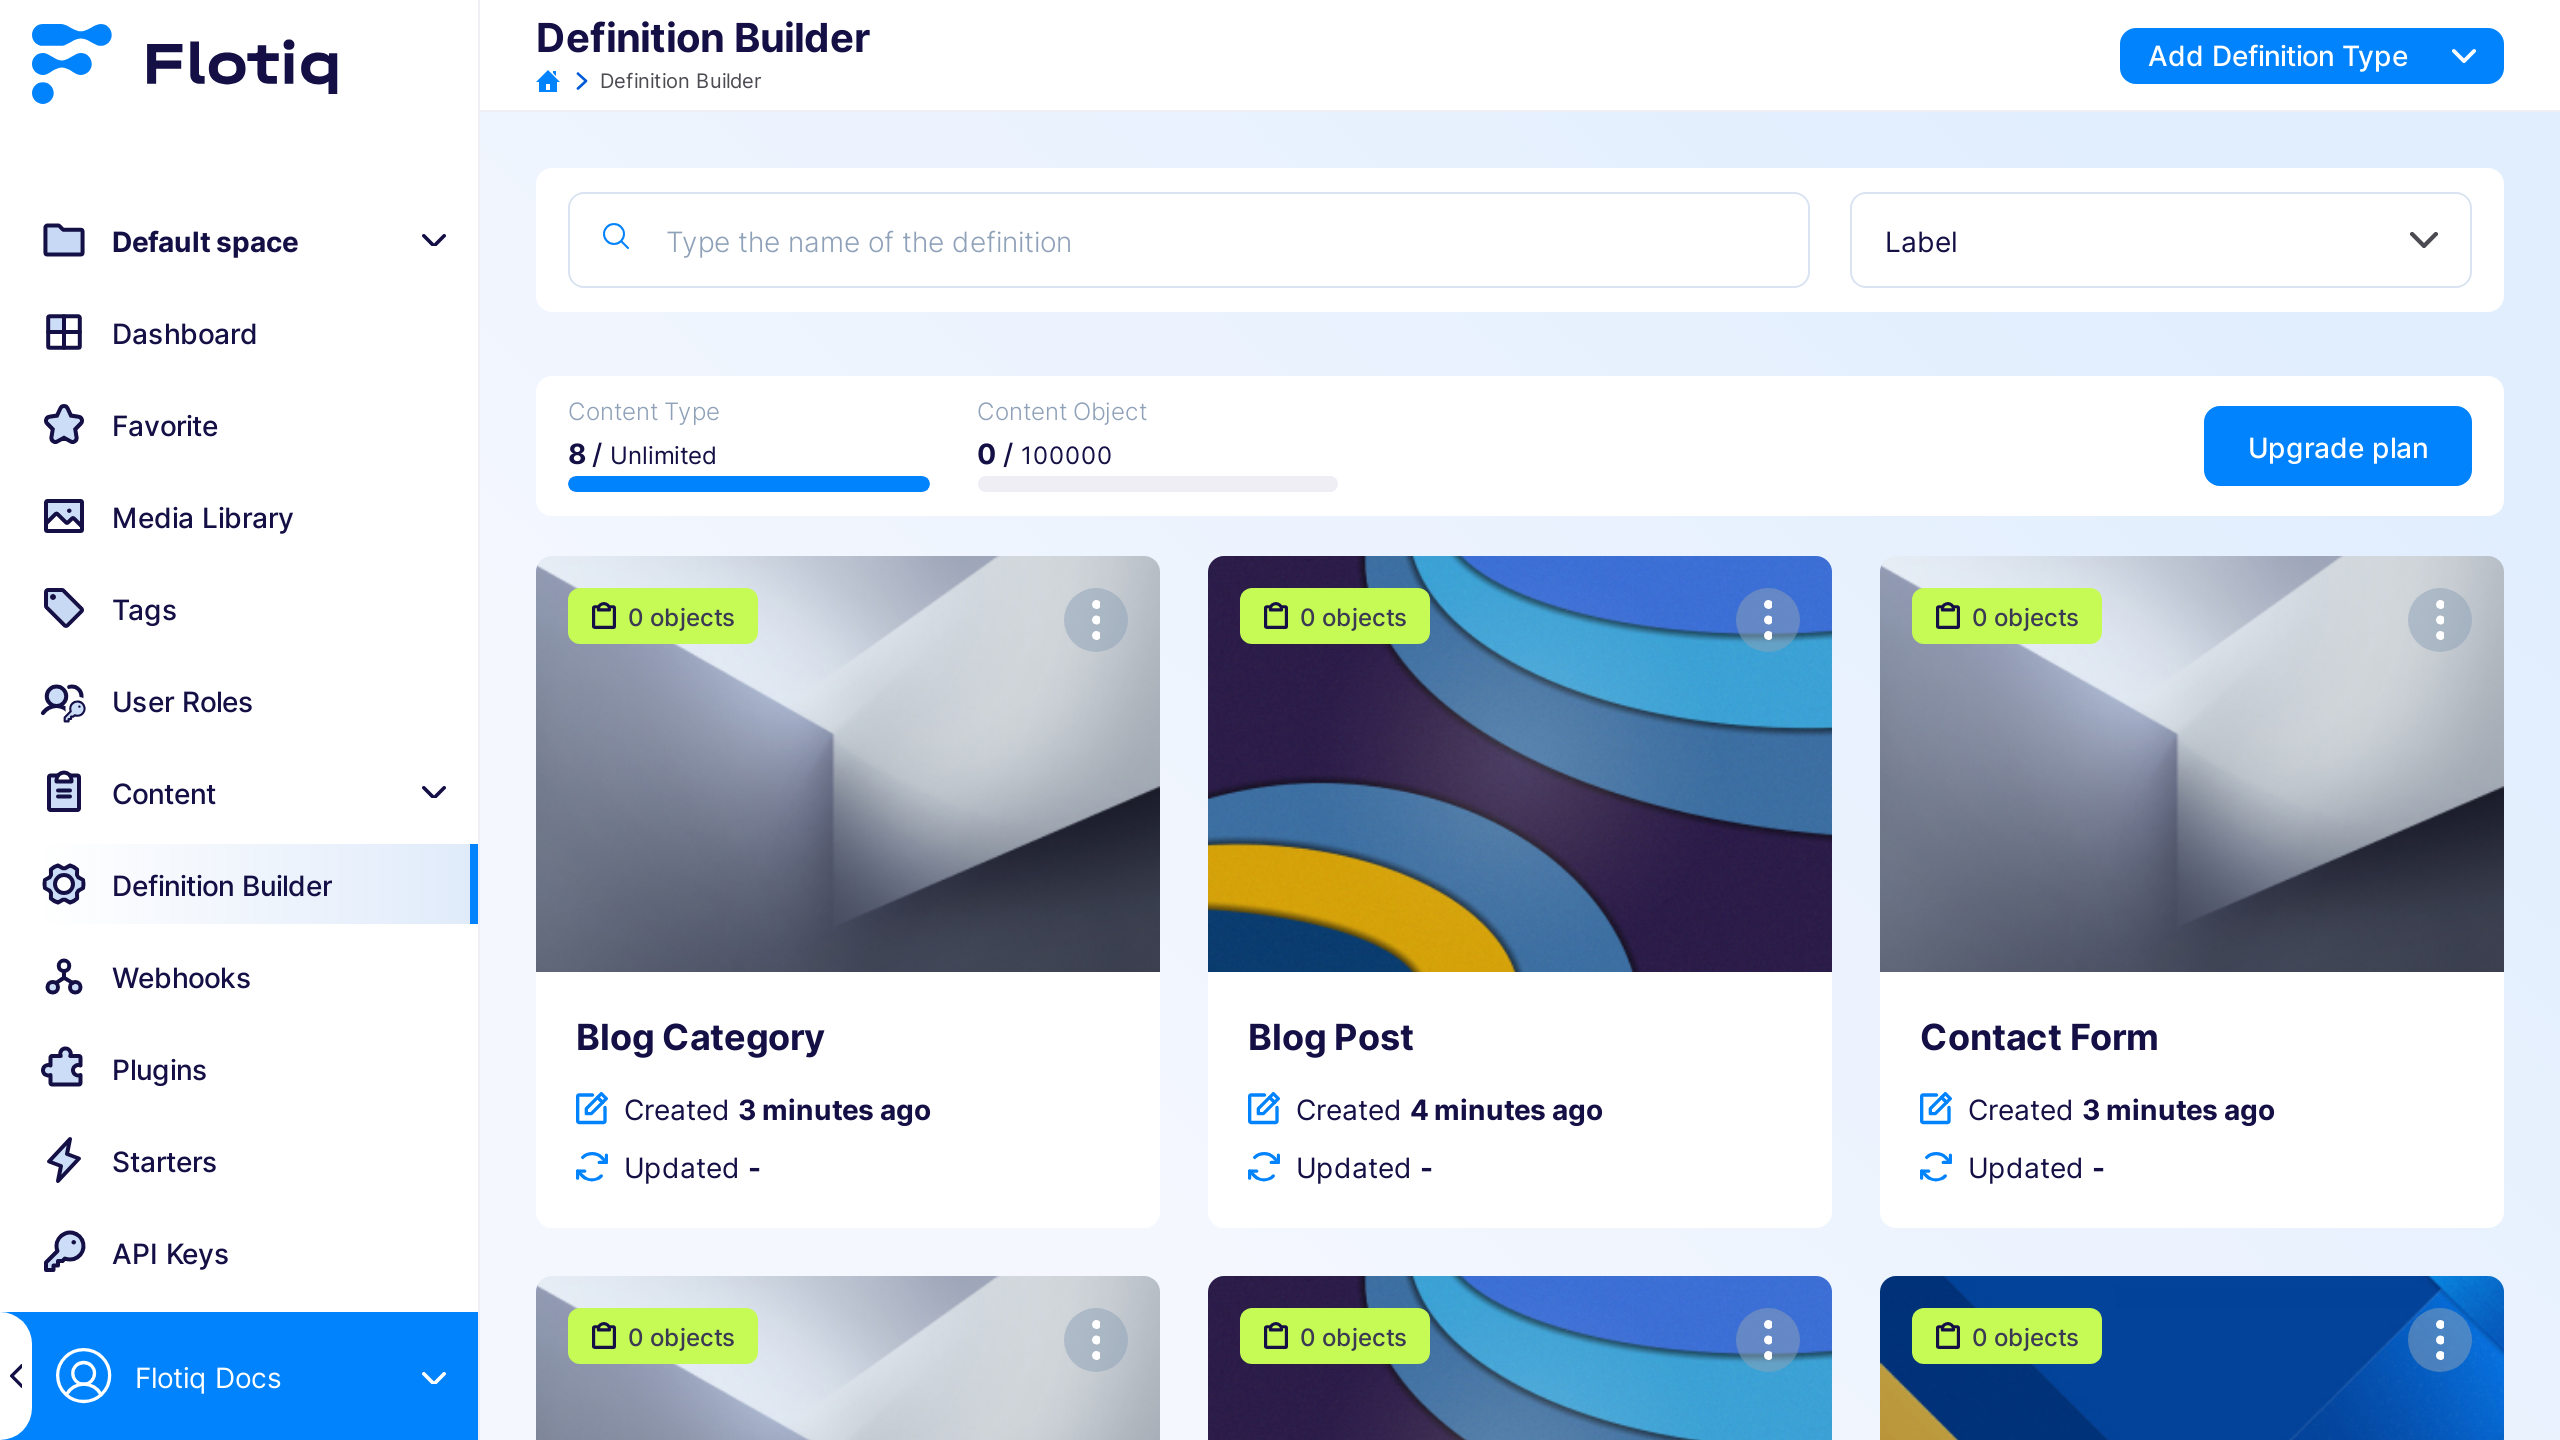 Flotiq
Default space
Dashboard
Favorite
Media Library
Tags
User Roles
Content
Definition Builder
Webhooks
Plugins
Starters
API Keys
Flotiq Docs
Definition Builder
Definition Builder
Add Definition Type
Type the name of the definition
Label
Content Type
8 / Unlimited
Content Object
0 / 100000
Upgrade plan
0 objects
Blog Category
Created 3 minutes ago
Updated -
0 objects
Blog Post
Created 4 minutes ago
Updated -
0 objects
Contact Form
Created 3 minutes ago
Updated -
0 objects
0 objects
0 objects